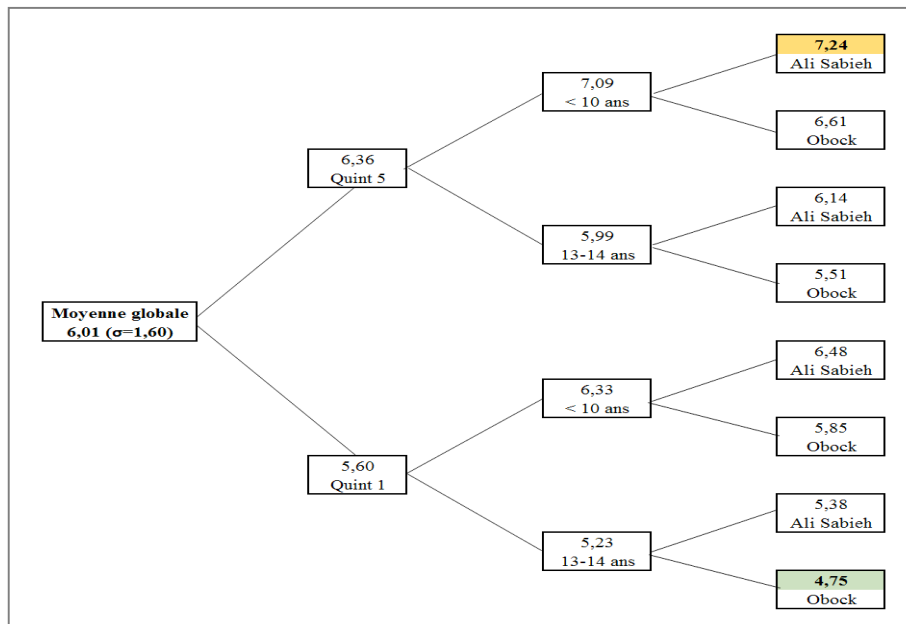 7,24
Ali Sabieh
7,09
< 10 ans
6,61
Obock
6,36
Quint 5
6,14
Ali Sabieh
5,99
13-14 ans
5,51
Obock
Moyenne globale
6,01 (σ=1,60)
6,48
Ali Sabieh
6,33
< 10 ans
5,85
Obock
5,60
Quint 1
5,38
Ali Sabieh
5,23
13-14 ans
4,75
Obock